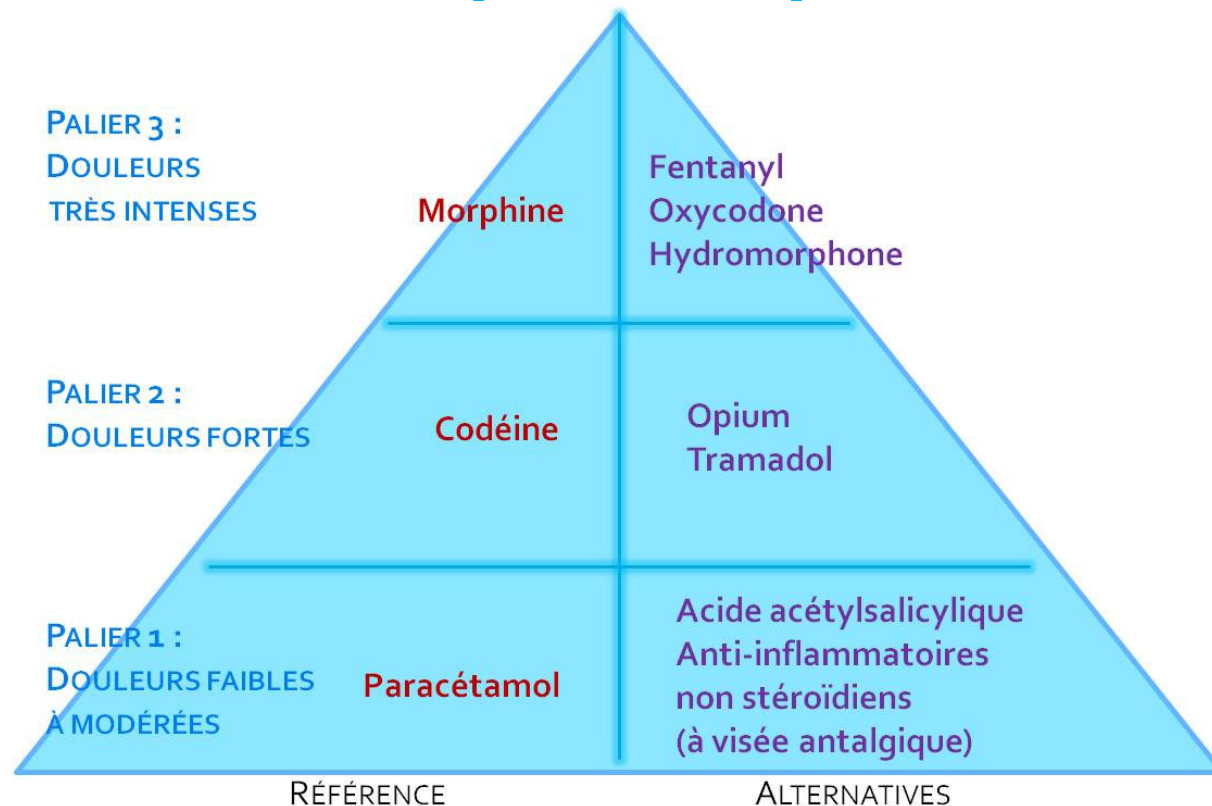 PALIER 3 :
DOULEURS
TRÈS INTENSES
Morphine
Fentanyl
Oxycodone
Hydromorphone
PALIER 2 :
DOULEURS FORTES
Codéine
Opium
Tramadol
PALIER 1 :
DOULEURS FAIBLES
À MODÉRÉES
Paracétamol
Acide acétylsalicylique
Anti-inflammatoires
non stéroïdiens
(à visée antalgique)
RÉFÉRENCE
ALTERNATIVES